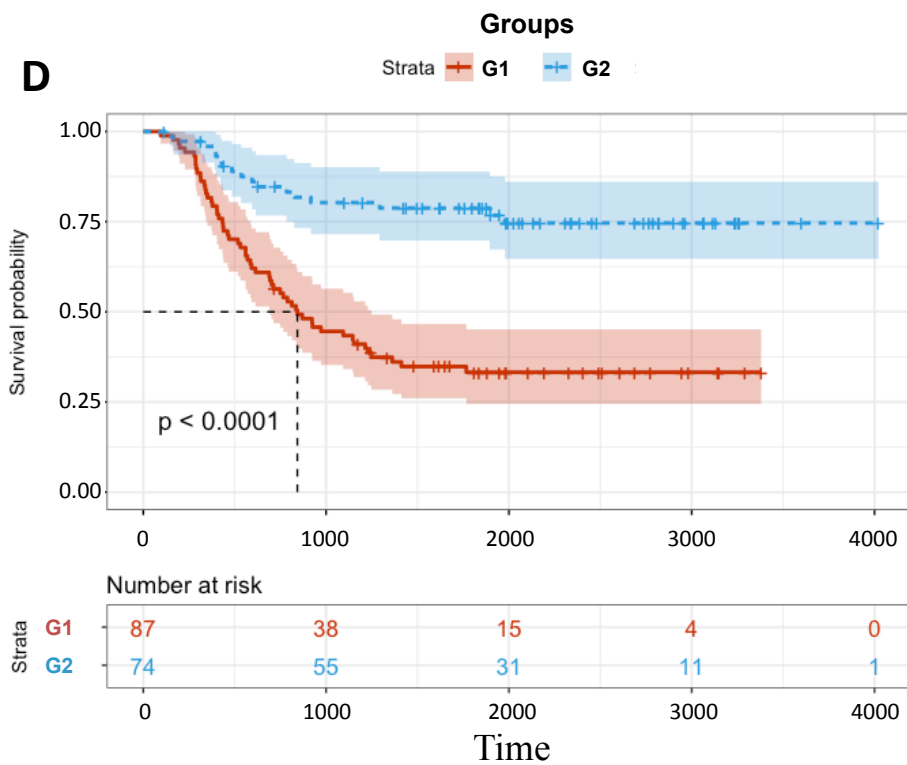 Groups
D
Strata G1 G2
Survival probability
1.00
0.75
0.50
0.25
0.00
p < 0.0001
0 1000 2000 3000 4000
Number at risk
Strata
G1 87 38 15 4 0
G2 74 55 31 11 1
0 1000 2000 3000 4000
Time